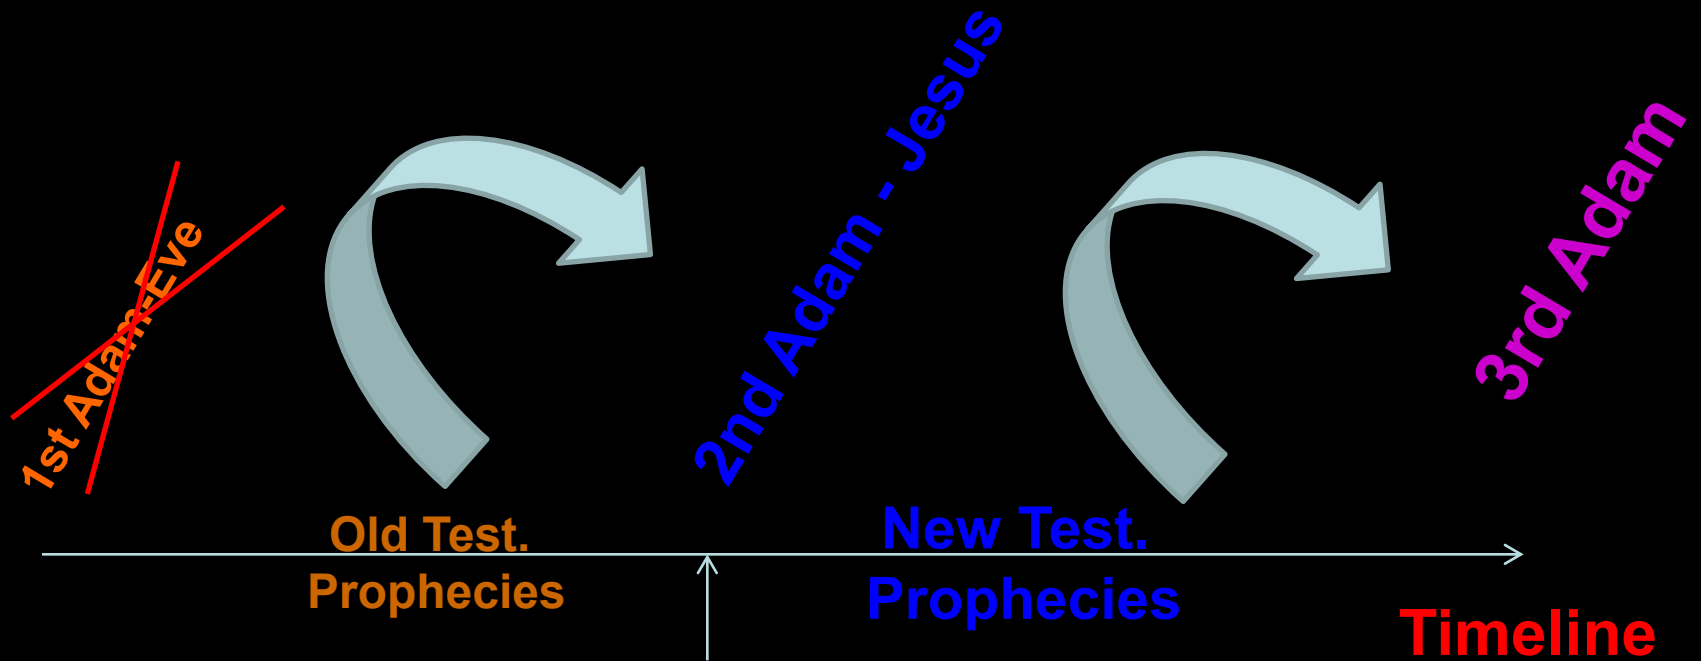 1st Adam-Eve
2nd Adam - Jesus
3rd Adam
Old Test.
Prophecies
New Test.
Prophecies
Timeline